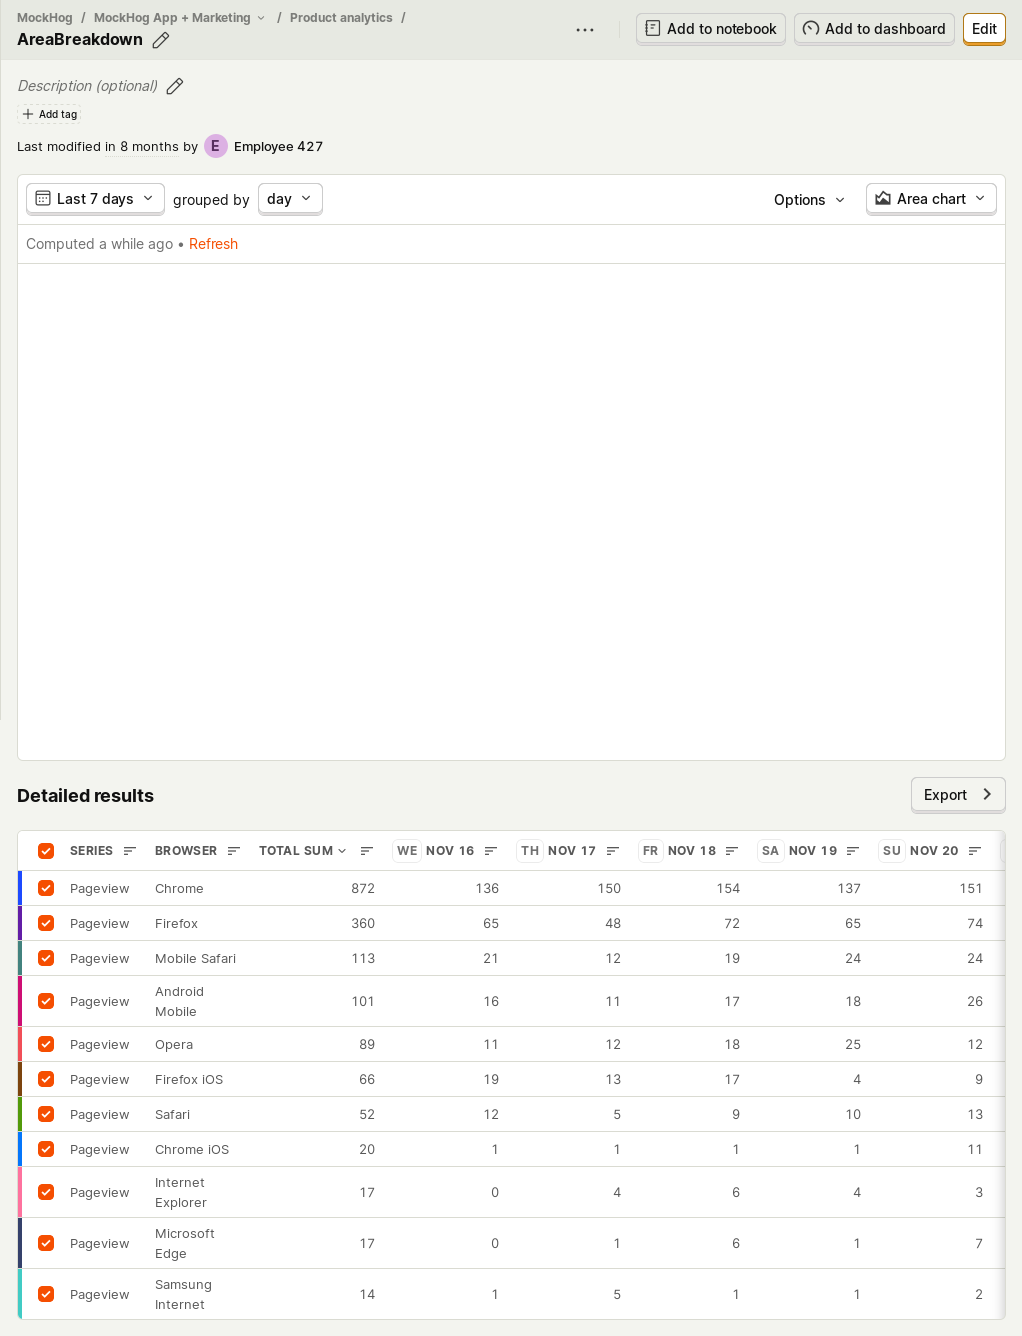 MockHog / MockHog App + Marketing / Product analytics /
AreaBreakdown
Add to notebook
Add to dashboard
Edit
Description (optional)
Add tag
Last modified in 8 months by E Employee 427
Last 7 days grouped by day
Options
Area chart
Computed a while ago • Refresh
Detailed results
Export
SERIES BROWSER TOTAL SUM WE NOV 16 TH NOV 17 FR NOV 18 SA NOV 19 SU NOV 20
Pageview Chrome 872 136 150 154 137 151
Pageview Firefox 360 65 48 72 65 74
Pageview Mobile Safari 113 21 12 19 24 24
Pageview Android Mobile 101 16 11 17 18 26
Pageview Opera 89 11 12 18 25 12
Pageview Firefox iOS 66 19 13 17 4 9
Pageview Safari 52 12 5 9 10 13
Pageview Chrome iOS 20 1 1 1 1 11
Pageview Internet Explorer 17 0 4 6 4 3
Pageview Microsoft Edge 17 0 1 6 1 7
Pageview Samsung Internet 14 1 5 1 1 2